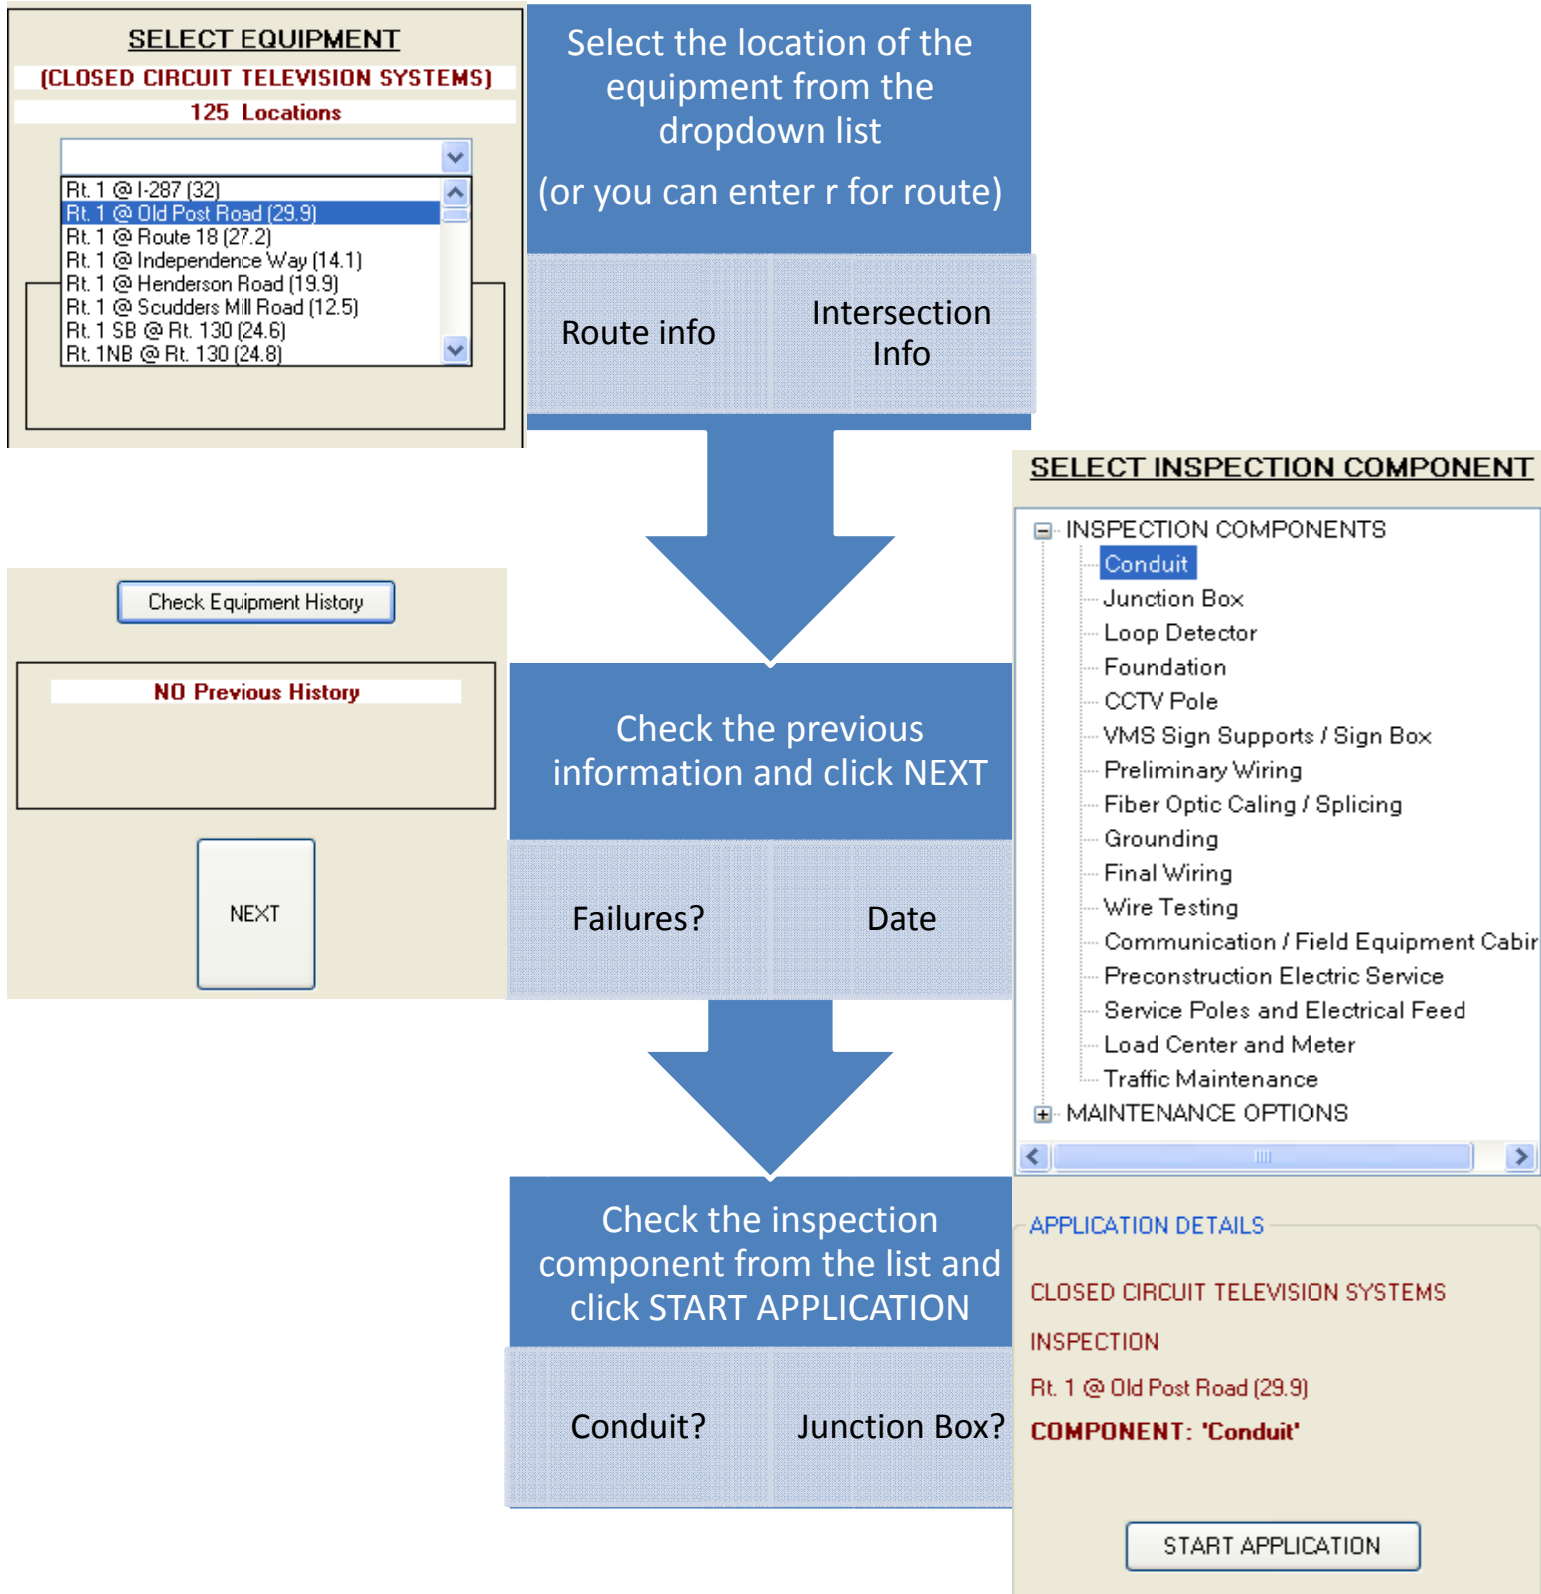 SELECT EQUIPMENT
(CLOSED CIRCUIT TELEVISION SYSTEMS)
125 Locations
Rt. 1 @ I-287 (32)
Rt. 1 @ Old Post Road (29.9)
Rt. 1 @ Route 18 (27.2)
Rt. 1 @ Independence Way (14.1)
Rt. 1 @ Henderson Road (19.9)
Rt. 1 @ Scudders Mill Road (12.5)
Rt. 1 SB @ Rt. 130 (24.6)
Rt. 1NB @ Rt. 130 (24.8)
Select the location of the
equipment from the
dropdown list
(or you can enter r for route)
Route info
Intersection
Info
Check Equipment History
NO Previous History
NEXT
Check the previous
information and click NEXT
Failures?
Date
SELECT INSPECTION COMPONENT
INSPECTION COMPONENTS
Conduit
Junction Box
Loop Detector
Foundation
CCTV Pole
VMS Sign Supports / Sign Box
Preliminary Wiring
Fiber Optic Caling / Splicing
Grounding
Final Wiring
Wire Testing
Communication / Field Equipment Cabin
Preconstruction Electric Service
Service Poles and Electrical Feed
Load Center and Meter
Traffic Maintenance
MAINTENANCE OPTIONS
Check the inspection
component from the list and
click START APPLICATION
Conduit?
Junction Box?
APPLICATION DETAILS
CLOSED CIRCUIT TELEVISION SYSTEMS
INSPECTION
Rt. 1 @ Old Post Road (29.9)
COMPONENT: 'Conduit'
START APPLICATION